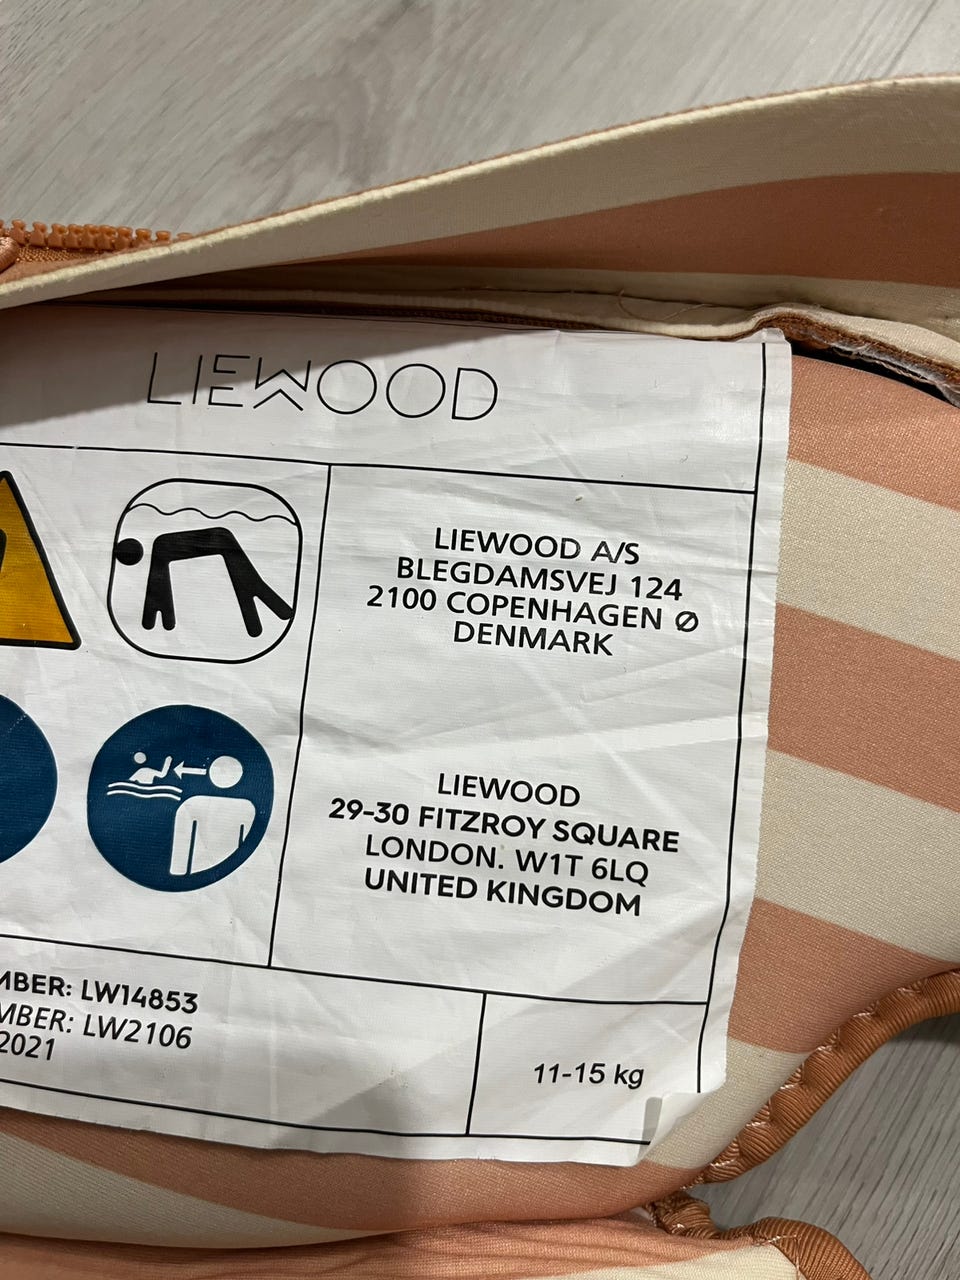 LIEWOOD
LIEWOOD A/S
BLEGDAMSVEJ 124
2100 COPENHAGEN Ø
DENMARK
LIEWOOD
29-30 FITZROY SQUARE
LONDON. W1T 6LQ
UNITED KINGDOM
MBER: LW14853
MBER: LW2106
2021
11-15 kg